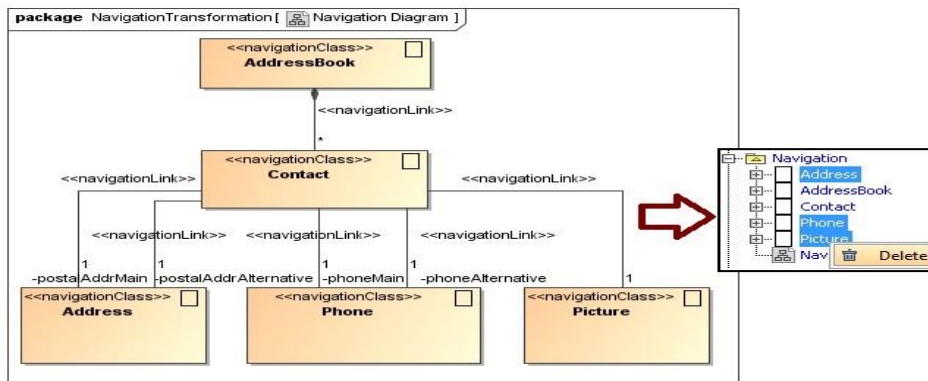 package NavigationTransformation [ Navigation Diagram ]
<<navigationClass>>
AddressBook
<<navigationLink>>
*
<<navigationClass>>
Contact
<<navigationLink>> <<navigationLink>>
<<navigationLink>> <<navigationLink>> <<navigationLink>>
1 1 1 1 1
-postalAddrMain -postalAddrAlternative -phoneMain -phoneAlternative
<<navigationClass>>
Address
<<navigationClass>>
Phone
<<navigationClass>>
Picture
Navigation
Address
AddressBook
Contact
Phone
Picture
Nav
Delete